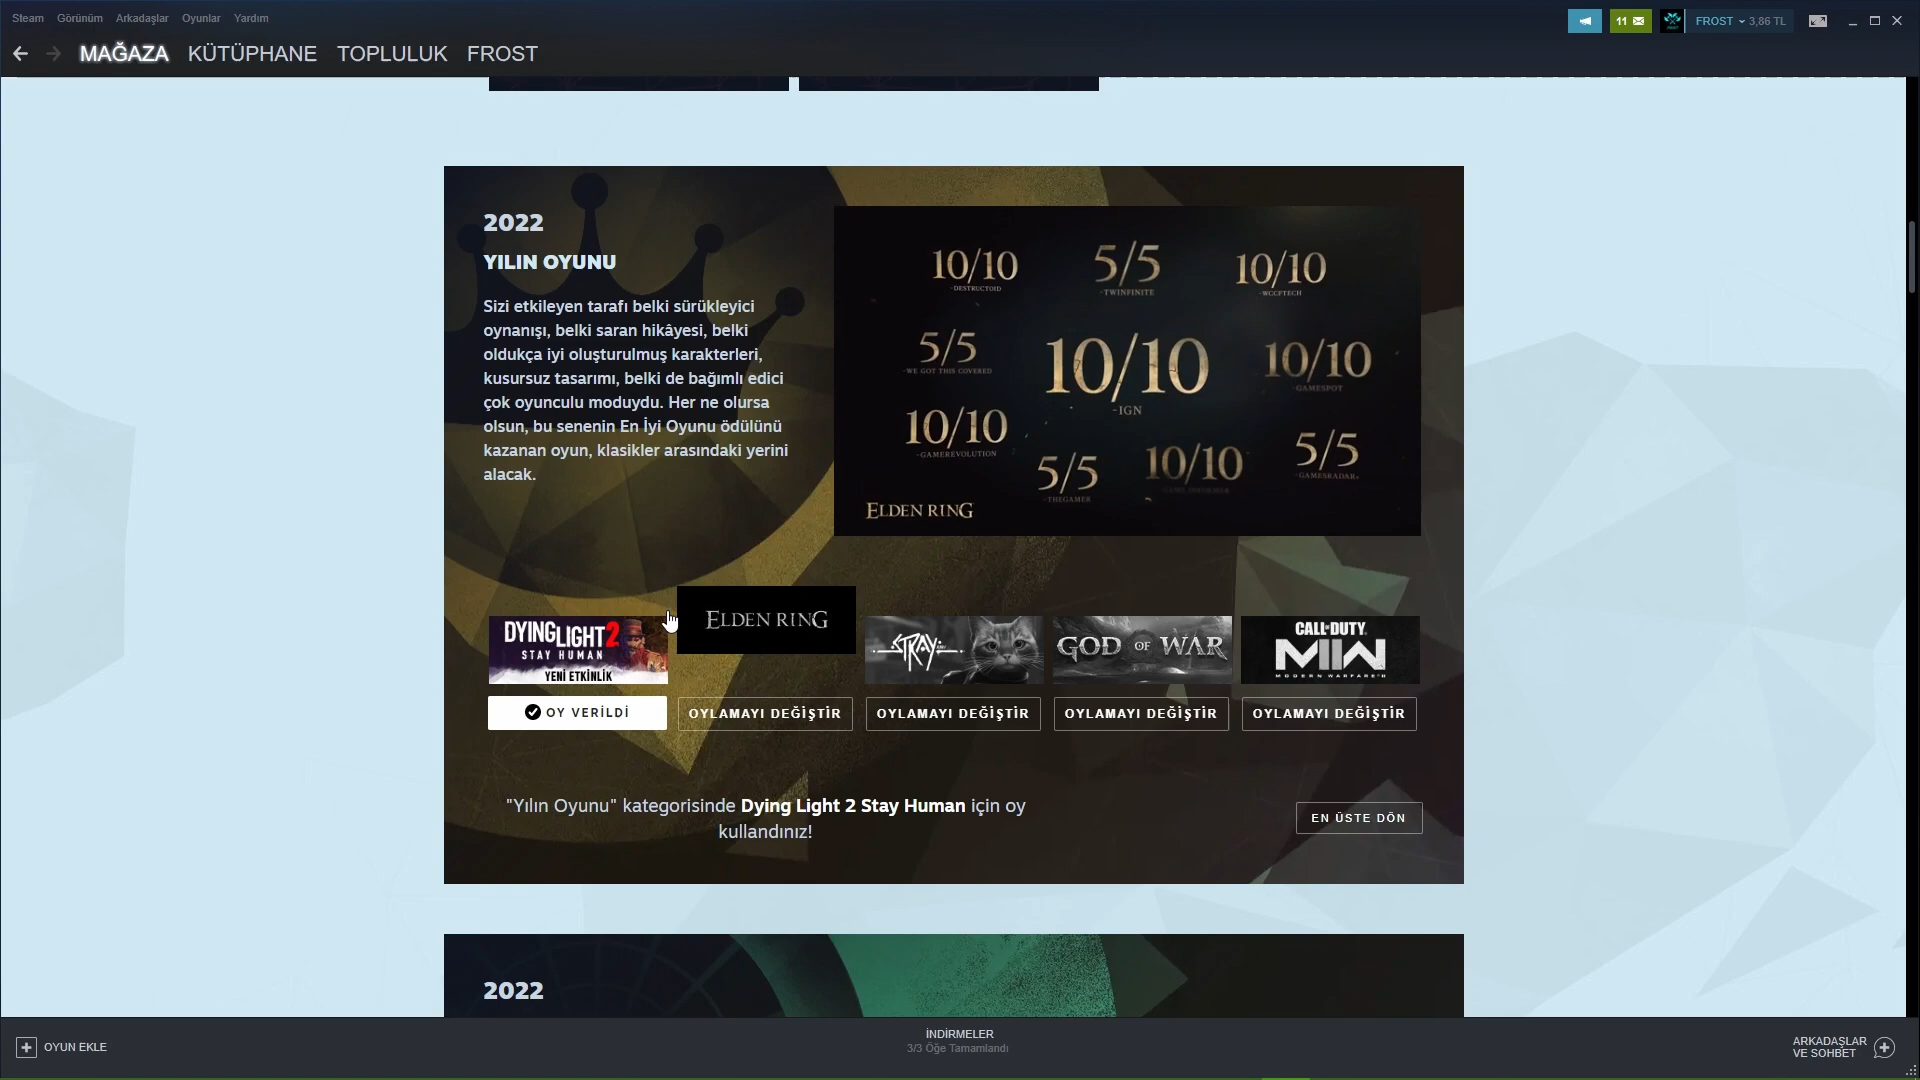 Steam Görünüm Arkadaşlar Oyunlar Yardım
11
FROST 3,86 TL
MAĞAZA KÜTÜPHANE TOPLULUK FROST
2022
YILIN OYUNU
Sizi etkileyen tarafı belki sürükleyici
oynanışı, belki saran hikâyesi, belki
oldukça iyi oluşturulmuş karakterleri,
kusursuz tasarımı, belki de bağımlı edici
çok oyunculu moduydu. Her ne olursa
olsun, bu senenin En İyi Oyunu ödülünü
kazanan oyun, klasikler arasındaki yerini
alacak.
10/10
-DESTRUCTOID
5/5
-TWINFINITE
10/10
-WCCFTECH
5/5
-WE GOT THIS COVERED
10/10
-IGN
10/10
-GAMESPOT
10/10
-GAMEREVOLUTION
5/5
-THEGAMER
10/10
5/5
-GAMESRADAR+
ELDEN RING
DYING LIGHT 2
STAY HUMAN
YENİ ETKİNLİK
ELDEN RING
STRAY
GOD OF WAR
CALL OF DUTY
MWII
MODERN WARFARE II
OY VERİLDİ
OYLAMAYI DEĞİŞTİR
OYLAMAYI DEĞİŞTİR
OYLAMAYI DEĞİŞTİR
OYLAMAYI DEĞİŞTİR
"Yılın Oyunu" kategorisinde Dying Light 2 Stay Human için oy
kullandınız!
EN ÜSTE DÖN
2022
OYUN EKLE
İNDİRMELER
3/3 Öğe Tamamlandı
ARKADAŞLAR
VE SOHBET